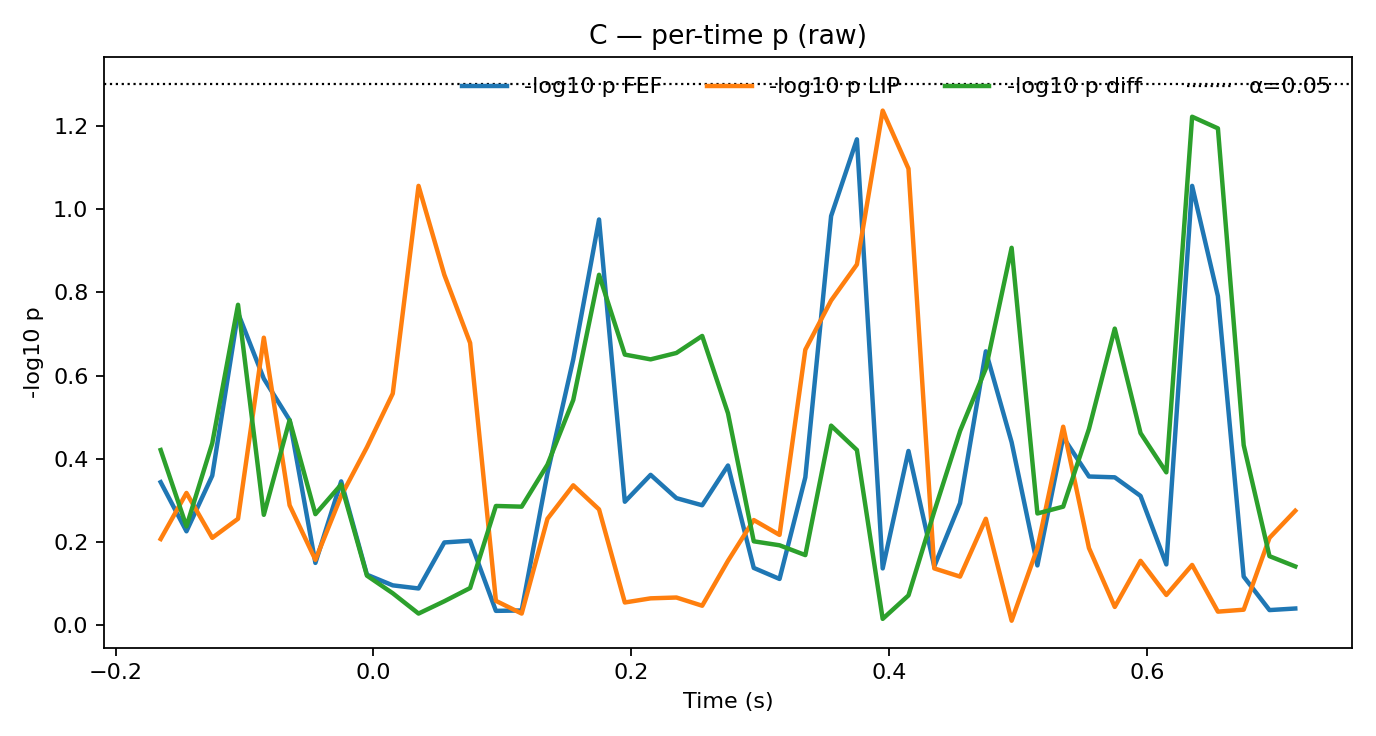 C — per-time p (raw)
-log10 p FEF -log10 p LIP -log10 p diff α=0.05
-log10 p
1.2
1.0
0.8
0.6
0.4
0.2
0.0
−0.2 0.0 0.2 0.4 0.6
Time (s)